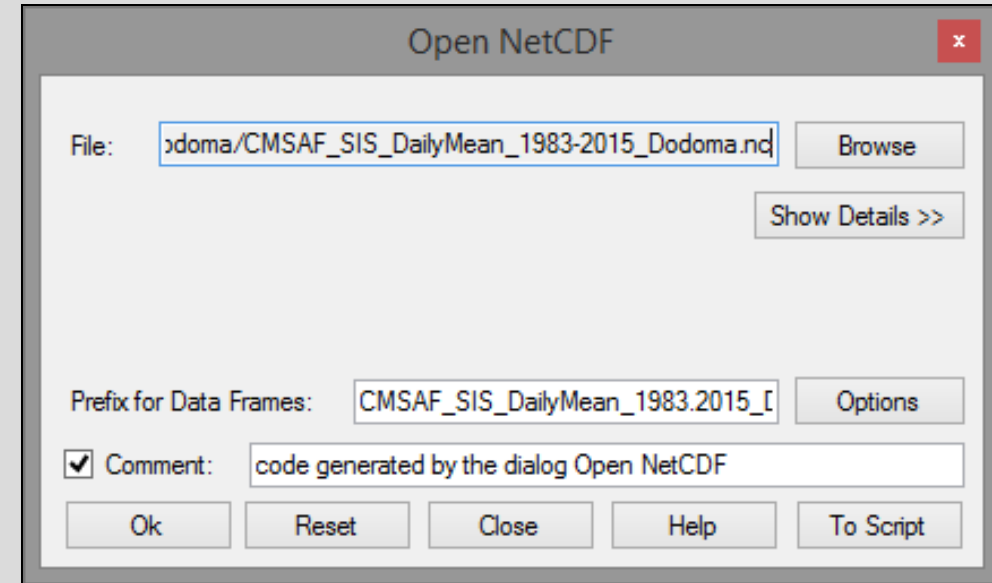 Open NetCDF
x
File: odoma/CMSAF_SIS_DailyMean_1983-2015_Dodoma.nc Browse
Show Details >>
Prefix for Data Frames: CMSAF_SIS_DailyMean_1983.2015_ Options
Comment: code generated by the dialog Open NetCDF
Ok Reset Close Help To Script